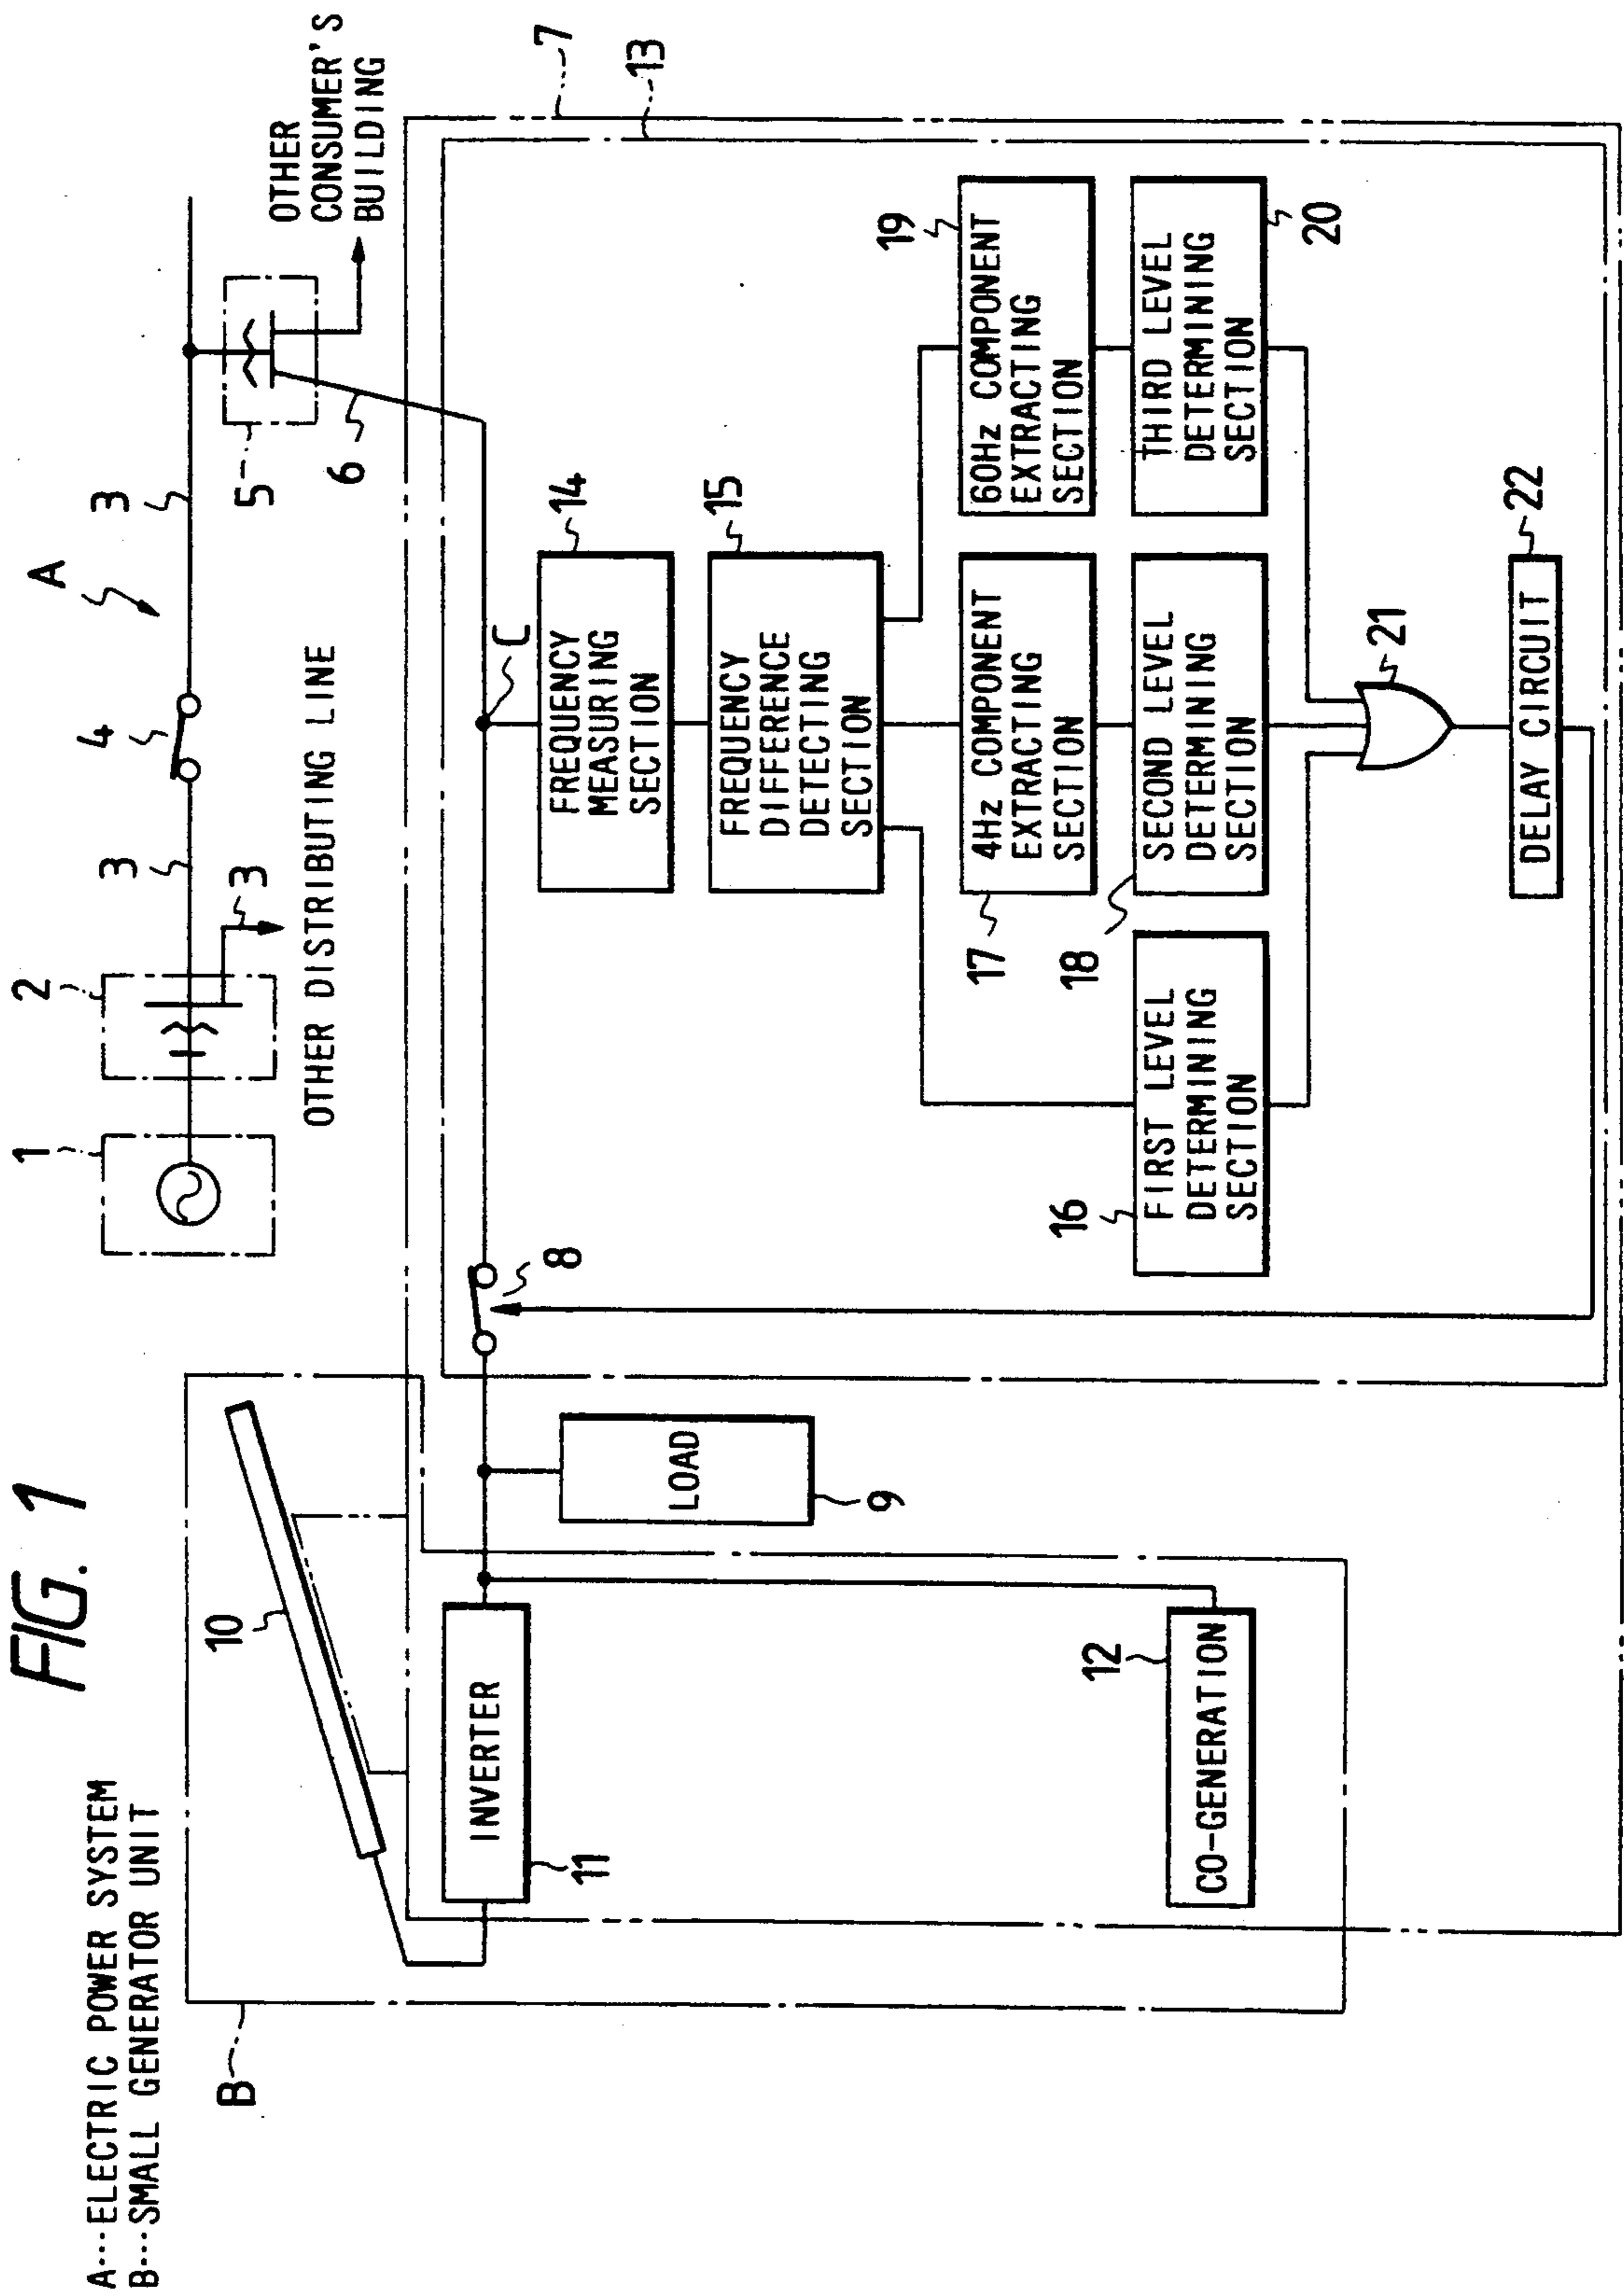 FIG. 1
A···ELECTRIC POWER SYSTEM
B···SMALL GENERATOR UNIT
1
2
3
OTHER DISTRIBUTING LINE
3
4
A
3
5
6
OTHER
CONSUMER'S
BUILDING
7
13
B
10
INVERTER
11
LOAD
9
CO-GENERATION
12
8
C
FREQUENCY
MEASURING
SECTION
14
FREQUENCY
DIFFERENCE
DETECTING
SECTION
15
4Hz COMPONENT
EXTRACTING
SECTION
17
60Hz COMPONENT
EXTRACTING
SECTION
19
FIRST LEVEL
DETERMINING
SECTION
16
SECOND LEVEL
DETERMINING
SECTION
18
THIRD LEVEL
DETERMINING
SECTION
20
21
DELAY CIRCUIT
22